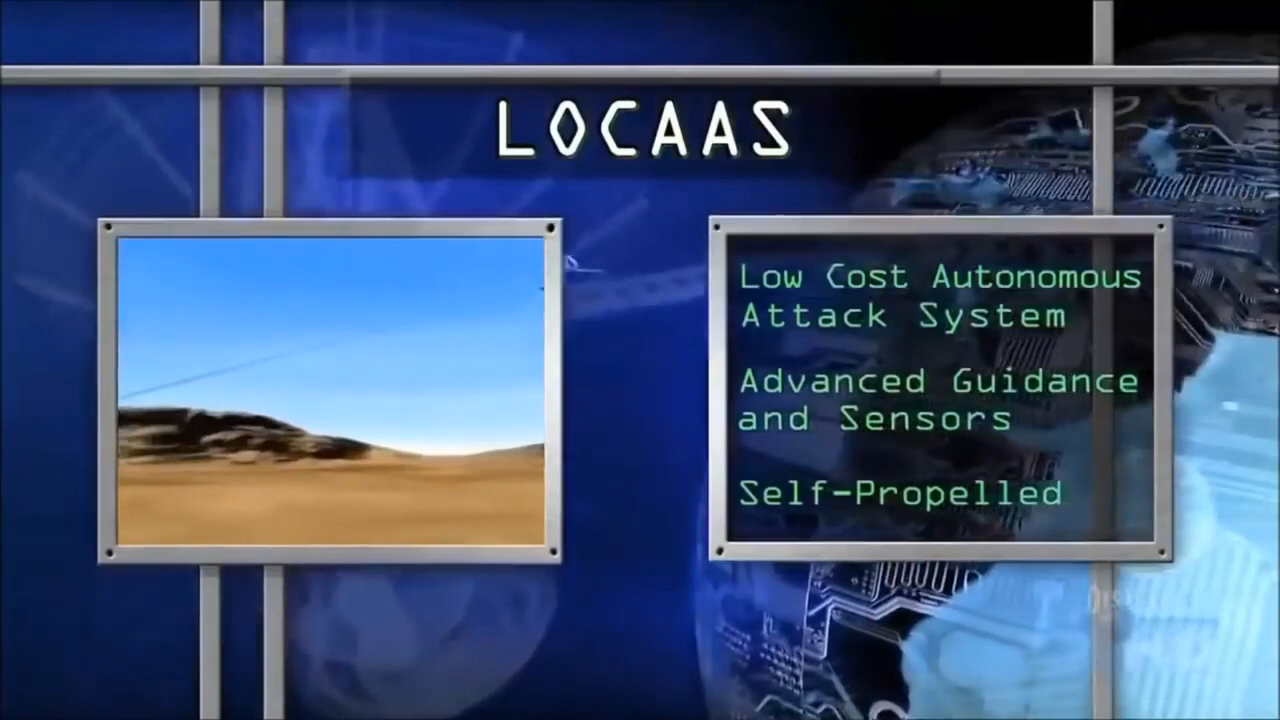 LOCAAS
Low Cost Autonomous
Attack System
Advanced Guidance
and Sensors
Self-Propelled